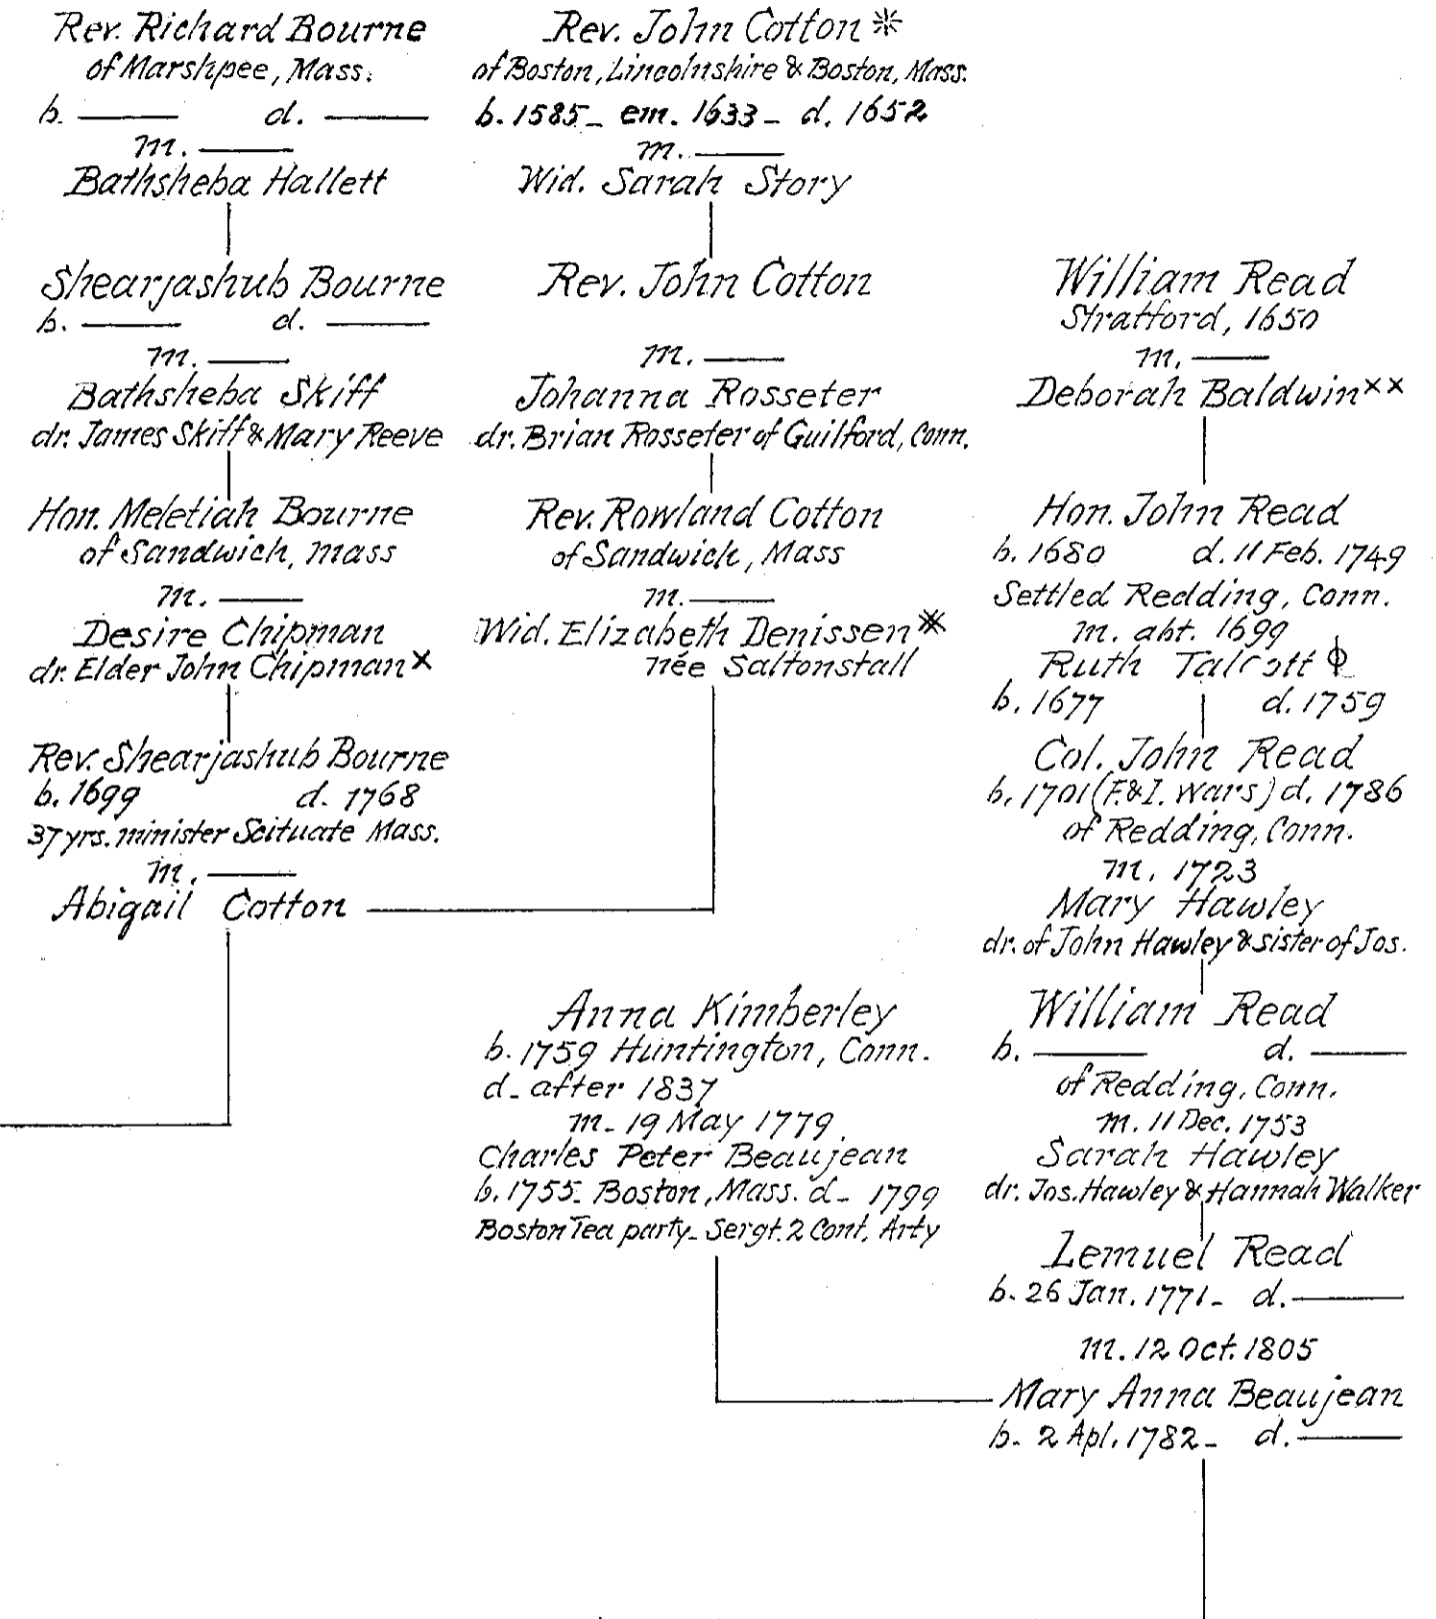 Rev. Richard Bourne
of Marshpee, Mass.
b. —— d. ——
m. ——
Bathsheba Hallett
Shearjashub Bourne
b. —— d. ——
m. ——
Bathsheba Skiff
dr. James Skiff & Mary Reeve
Hon. Meletiah Bourne
of Sandwich, Mass
m. ——
Desire Chipman
dr. Elder John Chipman ×
Rev. Shearjashub Bourne
b. 1699 d. 1768
37 yrs. minister Scituate Mass.
m. ——
Abigail Cotton
Rev. John Cotton ※
of Boston, Lincolnshire & Boston, Mass.
b. 1585 – em. 1633 – d. 1652
m. ——
Wid. Sarah Story
Rev. John Cotton
m. ——
Johanna Rosseter
dr. Brian Rosseter of Guilford, Conn.
Rev. Rowland Cotton
of Sandwich, Mass
m. ——
Wid. Elizabeth Denissen ※
née Saltonstall
Anna Kimberley
b. 1759 Huntington, Conn.
d. after 1837
m. 19 May 1779.
Charles Peter Beaujean
b. 1755. Boston, Mass. d. 1799
Boston Tea party – Sergt. 2 Cont. Arty
William Read
Stratford, 1650
m. ——
Deborah Baldwin ××
Hon. John Read
b. 1680 d. 11 Feb. 1749
Settled Redding, Conn.
m. abt. 1699
Ruth Talcott ϕ
b. 1677 d. 1759
Col. John Read
b. 1701 (F.&I. Wars) d. 1786
of Redding, Conn.
m. 1723
Mary Hawley
dr. of John Hawley & sister of Jos.
William Read
b. —— d. ——
of Redding, Conn.
m. 11 Dec. 1753
Sarah Hawley
dr. Jos. Hawley & Hannah Walker
Lemuel Read
b. 26 Jan. 1771 – d. ——
m. 12 Oct. 1805
Mary Anna Beaujean
b. 2 Apl. 1782 – d. ——